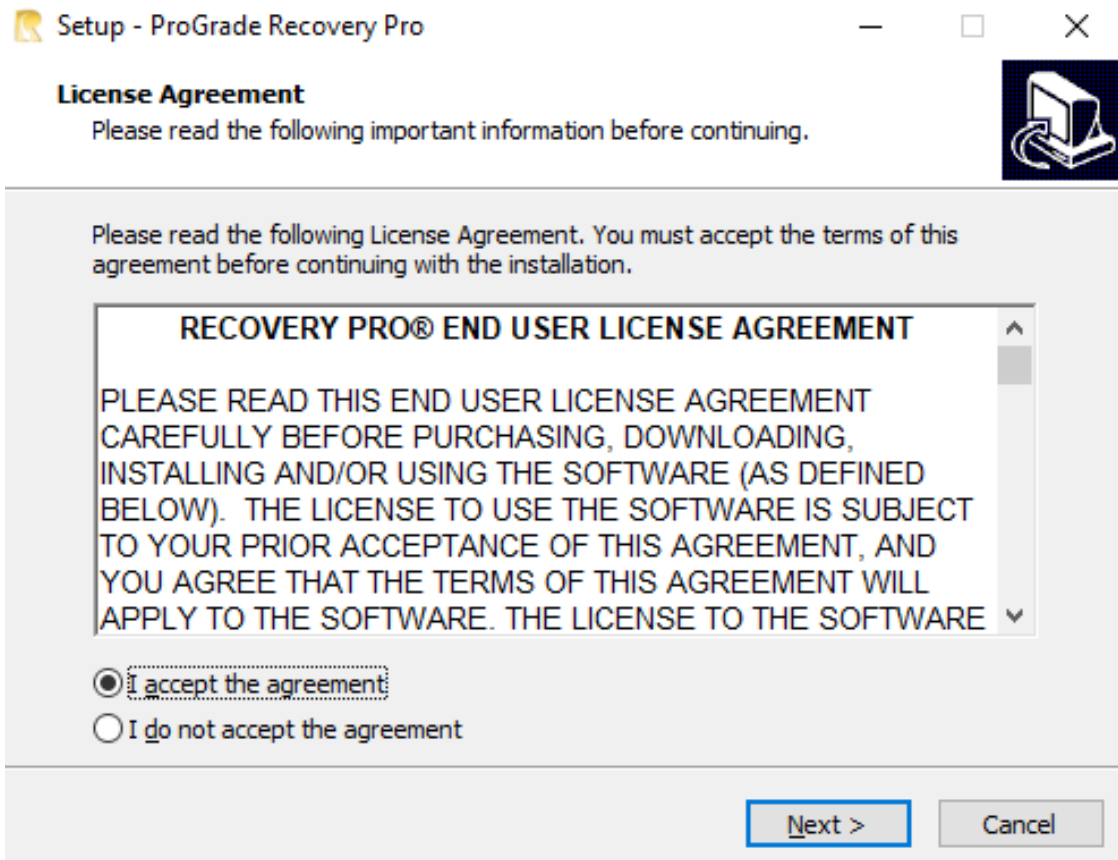 Setup - ProGrade Recovery Pro
License Agreement
Please read the following important information before continuing.
Please read the following License Agreement. You must accept the terms of this
agreement before continuing with the installation.
RECOVERY PRO® END USER LICENSE AGREEMENT
PLEASE READ THIS END USER LICENSE AGREEMENT
CAREFULLY BEFORE PURCHASING, DOWNLOADING,
INSTALLING AND/OR USING THE SOFTWARE (AS DEFINED
BELOW).  THE LICENSE TO USE THE SOFTWARE IS SUBJECT
TO YOUR PRIOR ACCEPTANCE OF THIS AGREEMENT, AND
YOU AGREE THAT THE TERMS OF THIS AGREEMENT WILL
APPLY TO THE SOFTWARE. THE LICENSE TO THE SOFTWARE
I accept the agreement
I do not accept the agreement
Next >
Cancel